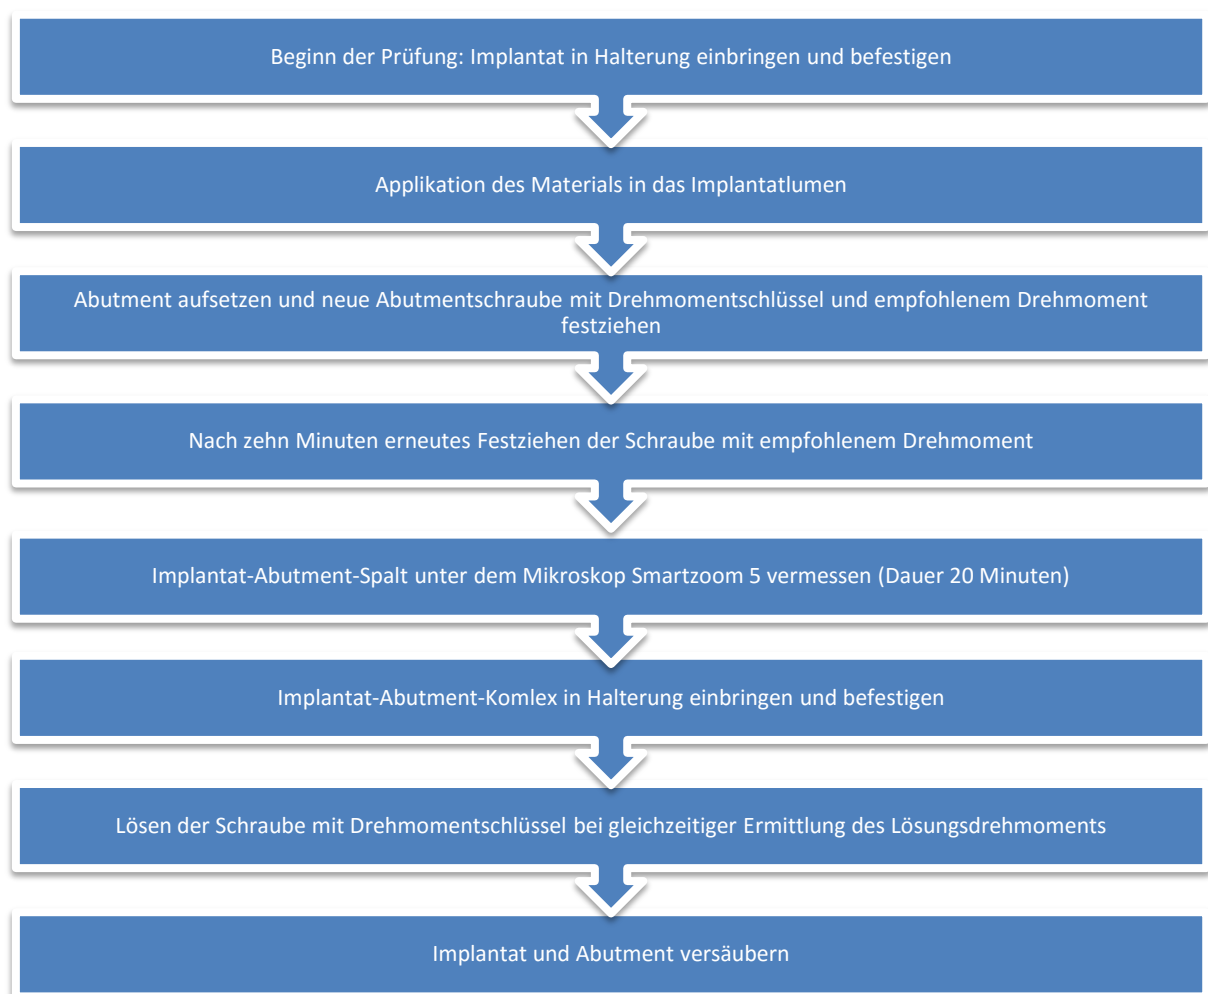 Beginn der Prüfung: Implantat in Halterung einbringen und befestigen
Applikation des Materials in das Implantatlumen
Abutment aufsetzen und neue Abutmentschraube mit Drehmomentschlüssel und empfohlenem Drehmoment
festziehen
Nach zehn Minuten erneutes Festziehen der Schraube mit empfohlenem Drehmoment
Implantat-Abutment-Spalt unter dem Mikroskop Smartzoom 5 vermessen (Dauer 20 Minuten)
Implantat-Abutment-Komlex in Halterung einbringen und befestigen
Lösen der Schraube mit Drehmomentschlüssel bei gleichzeitiger Ermittlung des Lösungsdrehmoments
Implantat und Abutment versäubern